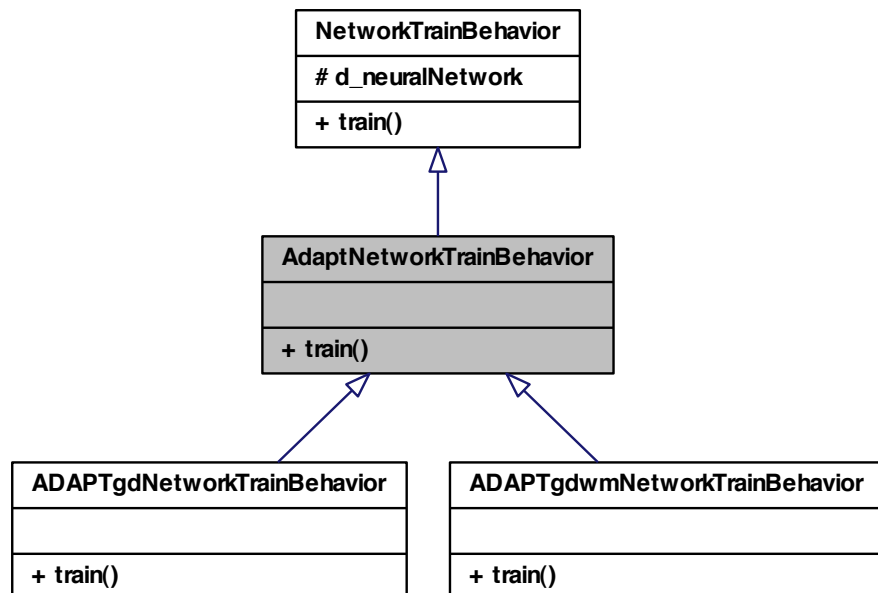 NetworkTrainBehavior
# d_neuralNetwork
+ train()
AdaptNetworkTrainBehavior
+ train()
ADAPTgdNetworkTrainBehavior
+ train()
ADAPTgdwmNetworkTrainBehavior
+ train()